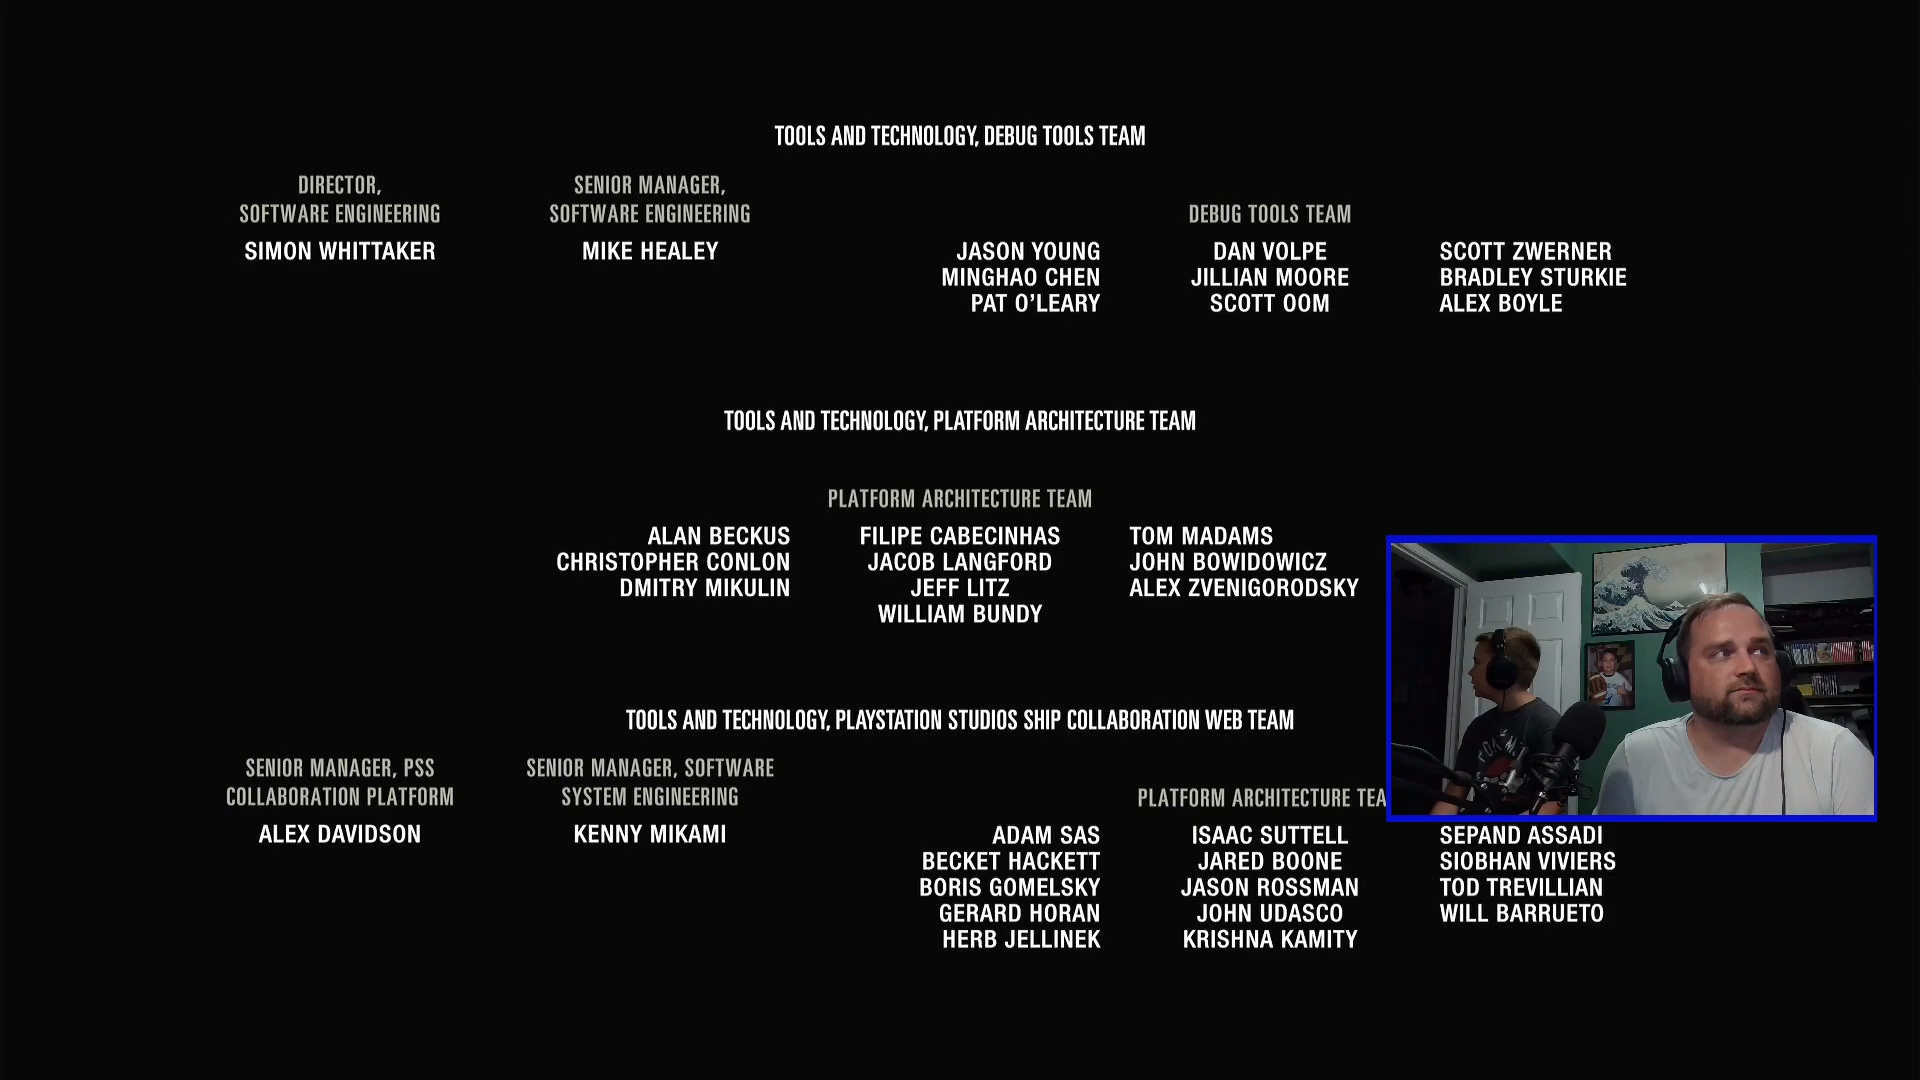 TOOLS AND TECHNOLOGY, DEBUG TOOLS TEAM
DIRECTOR,
SOFTWARE ENGINEERING
SIMON WHITTAKER
SENIOR MANAGER,
SOFTWARE ENGINEERING
MIKE HEALEY
DEBUG TOOLS TEAM
JASON YOUNG
MINGHAO CHEN
PAT O'LEARY
DAN VOLPE
JILLIAN MOORE
SCOTT OOM
SCOTT ZWERNER
BRADLEY STURKIE
ALEX BOYLE
TOOLS AND TECHNOLOGY, PLATFORM ARCHITECTURE TEAM
PLATFORM ARCHITECTURE TEAM
ALAN BECKUS
CHRISTOPHER CONLON
DMITRY MIKULIN
FILIPE CABECINHAS
JACOB LANGFORD
JEFF LITZ
WILLIAM BUNDY
TOM MADAMS
JOHN BOWIDOWICZ
ALEX ZVENIGORODSKY
TOOLS AND TECHNOLOGY, PLAYSTATION STUDIOS SHIP COLLABORATION WEB TEAM
SENIOR MANAGER, PSS
COLLABORATION PLATFORM
ALEX DAVIDSON
SENIOR MANAGER, SOFTWARE
SYSTEM ENGINEERING
KENNY MIKAMI
PLATFORM ARCHITECTURE TEA
ADAM SAS
BECKET HACKETT
BORIS GOMELSKY
GERARD HORAN
HERB JELLINEK
ISAAC SUTTELL
JARED BOONE
JASON ROSSMAN
JOHN UDASCO
KRISHNA KAMITY
SEPAND ASSADI
SIOBHAN VIVIERS
TOD TREVILLIAN
WILL BARRUETO